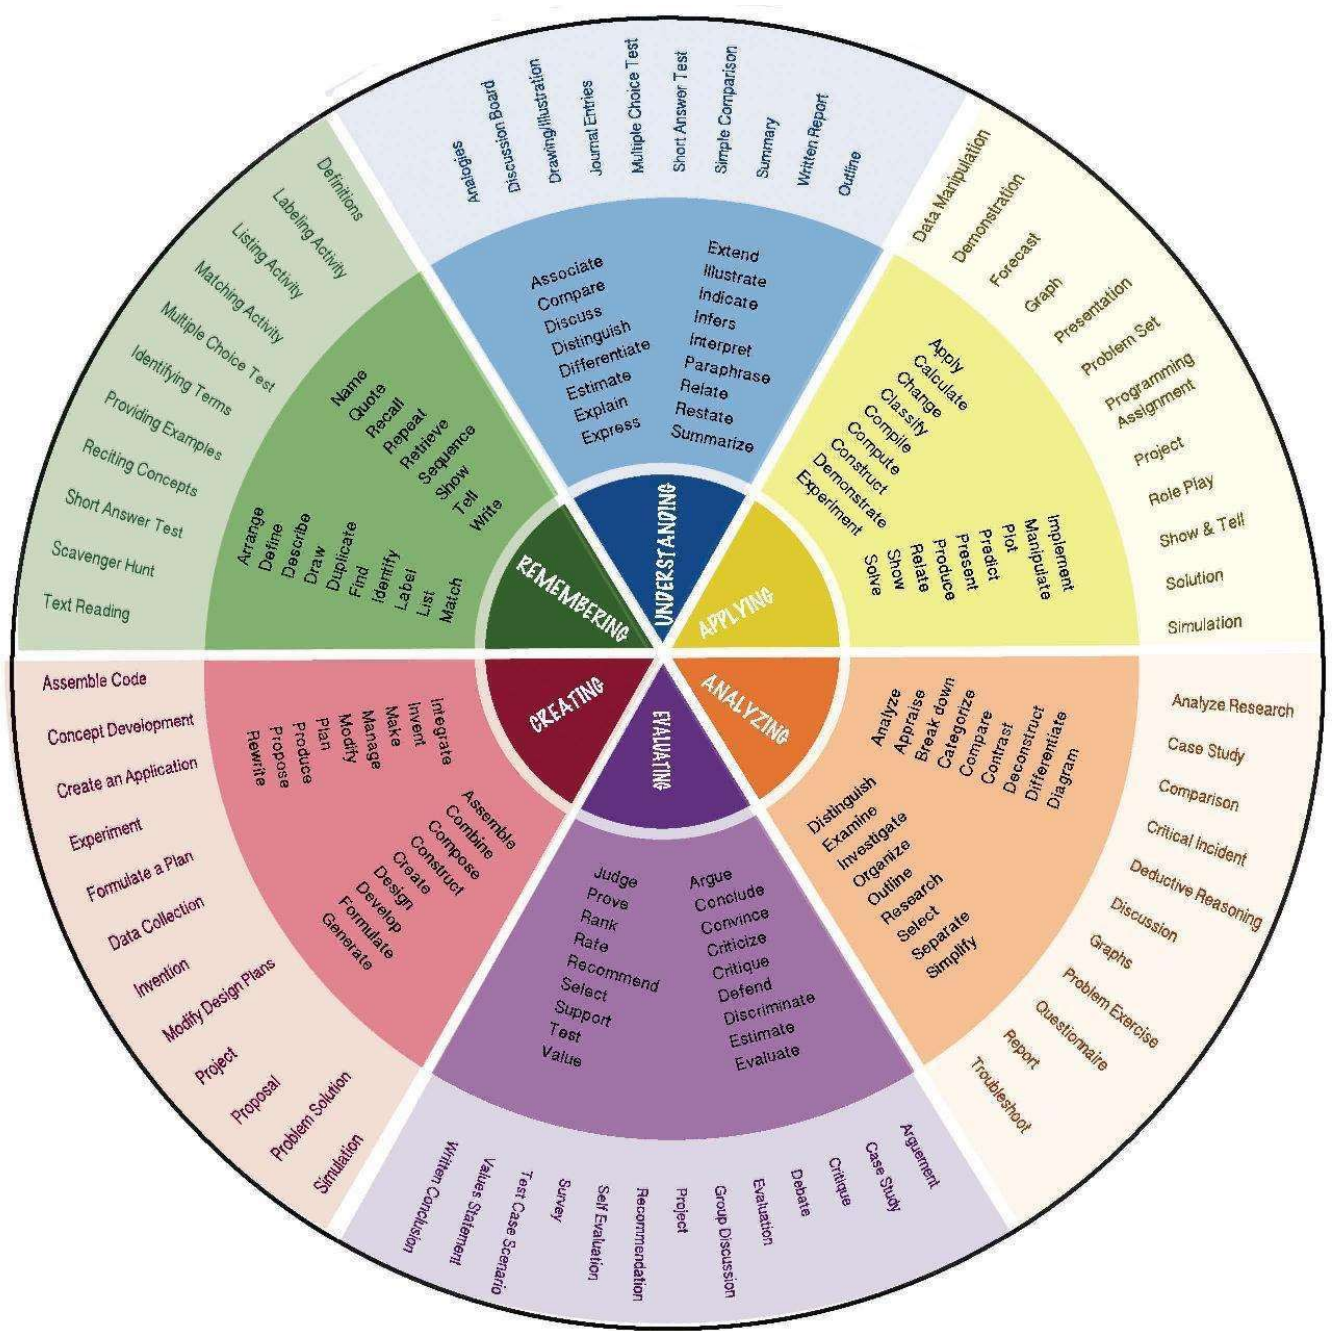 REMEMBERING
UNDERSTANDING
APPLYING
ANALYZING
EVALUATING
CREATING
Name
Quote
Recall
Repeat
Retrieve
Sequence
Show
Tell
Write
Arrange
Define
Describe
Draw
Duplicate
Find
Identify
Label
List
Match
Definitions
Labeling Activity
Listing Activity
Matching Activity
Multiple Choice Test
Identifying Terms
Providing Examples
Reciting Concepts
Short Answer Test
Scavenger Hunt
Text Reading
Associate
Compare
Discuss
Distinguish
Differentiate
Estimate
Explain
Express
Extend
Illustrate
Indicate
Infers
Interpret
Paraphrase
Relate
Restate
Summarize
Analogies
Discussion Board
Drawing/Illustration
Journal Entries
Multiple Choice Test
Short Answer Test
Simple Comparison
Summary
Written Report
Outline
Apply
Calculate
Change
Classify
Compile
Compute
Construct
Demonstrate
Experiment
Implement
Manipulate
Plot
Predict
Present
Produce
Relate
Show
Solve
Data Manipulation
Demonstration
Forecast
Graph
Presentation
Problem Set
Programming
Assignment
Project
Role Play
Show & Tell
Solution
Simulation
Analyze
Appraise
Break down
Categorize
Compare
Contrast
Deconstruct
Differentiate
Diagram
Distinguish
Examine
Investigate
Organize
Outline
Research
Select
Separate
Simplify
Analyze Research
Case Study
Comparison
Critical Incident
Deductive Reasoning
Discussion
Graphs
Problem Exercise
Questionnaire
Report
Troubleshoot
Argue
Conclude
Convince
Criticize
Critique
Defend
Discriminate
Estimate
Evaluate
Judge
Prove
Rank
Rate
Recommend
Select
Support
Test
Value
Arguement
Case Study
Critique
Debate
Evaluation
Group Discussion
Project
Recommendation
Self Evaluation
Survey
Test Case Scenario
Values Statement
Written Conclusion
Assemble
Combine
Compose
Construct
Create
Design
Develop
Formulate
Generate
Integrate
Invent
Make
Manage
Modify
Plan
Produce
Propose
Rewrite
Assemble Code
Concept Development
Create an Application
Experiment
Formulate a Plan
Data Collection
Invention
Modify Design Plans
Project
Proposal
Problem Solution
Simulation